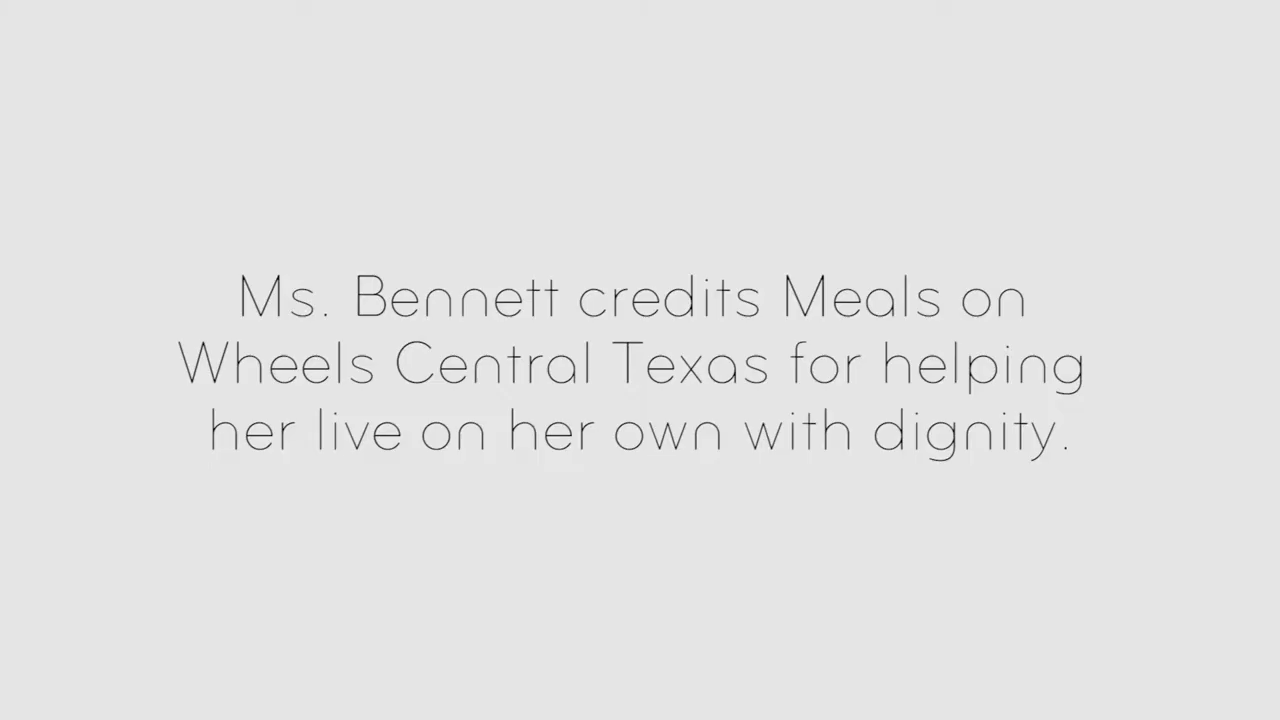 Ms. Bennett credits Meals on
Wheels Central Texas for helping
her live on her own with dignity.